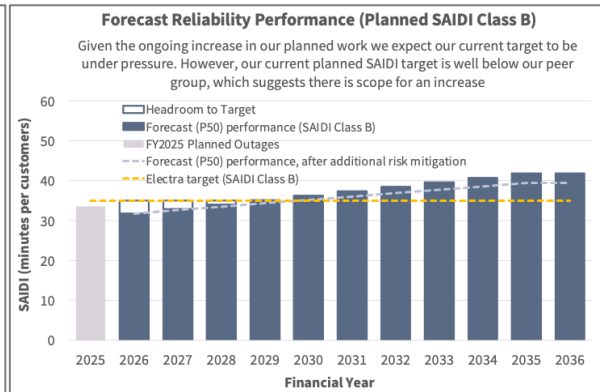 Forecast Reliability Performance (Planned SAIDI Class B)
Given the ongoing increase in our planned work we expect our current target to be
under pressure. However, our current planned SAIDI target is well below our peer
group, which suggests there is scope for an increase
60
50
40
30
20
10
0
SAIDI (minutes per customers)
Headroom to Target
Forecast (P50) performance (SAIDI Class B)
FY2025 Planned Outages
Forecast (P50) performance, after additional risk mitigation
Electra target (SAIDI Class B)
2025 2026 2027 2028 2029 2030 2031 2032 2033 2034 2035 2036
Financial Year